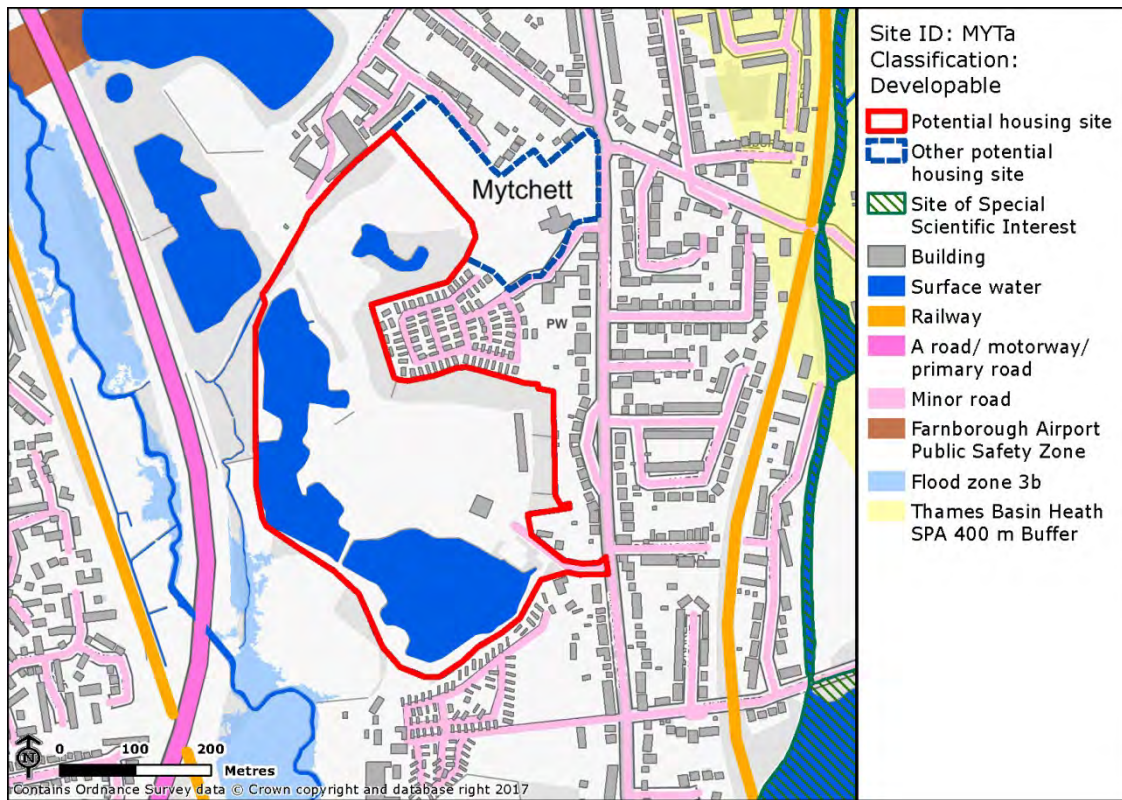 Mytchett
PW
N
0 100 200
Metres
Contains Ordnance Survey data © Crown copyright and database right 2017
Site ID: MYTa
Classification:
Developable
Potential housing site
Other potential
housing site
Site of Special
Scientific Interest
Building
Surface water
Railway
A road/ motorway/
primary road
Minor road
Farnborough Airport
Public Safety Zone
Flood zone 3b
Thames Basin Heath
SPA 400 m Buffer